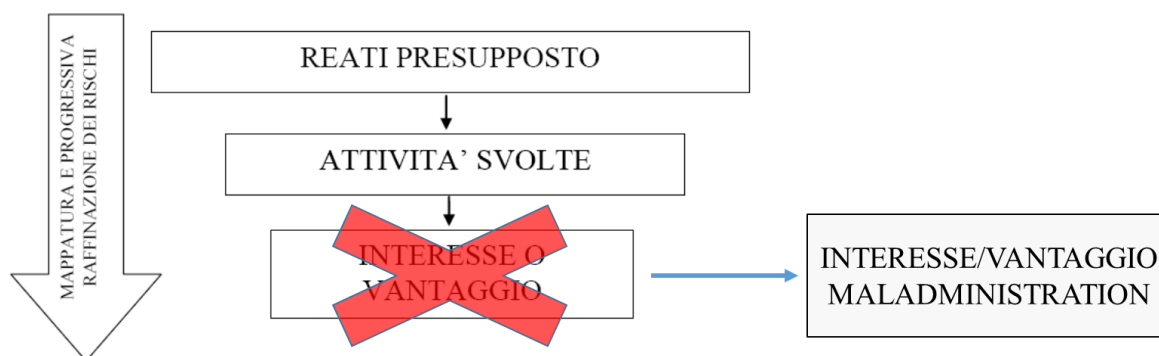 MAPPATURA E PROGRESSIVA
RAFFINAZIONE DEI RISCHI
REATI PRESUPPOSTO
ATTIVITA’ SVOLTE
INTERESSE O
VANTAGGIO
INTERESSE/VANTAGGIO
MALADMINISTRATION